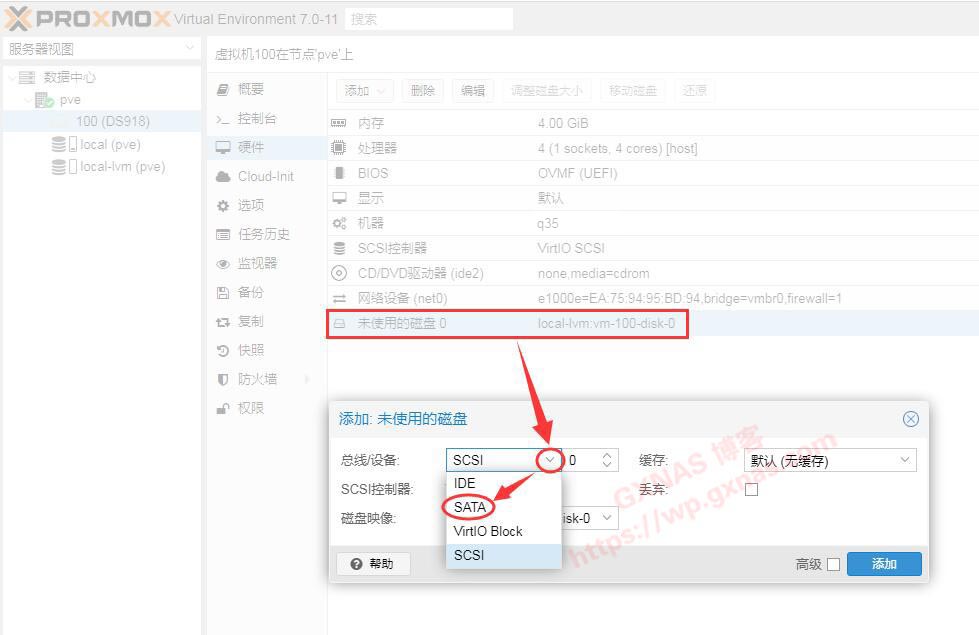 PROXMOX Virtual Environment 7.0-11 搜索
服务器视图
虚拟机100在节点'pve'上
数据中心
pve
100 (DS918)
local (pve)
local-lvm (pve)
概要
控制台
硬件
Cloud-Init
选项
任务历史
监视器
备份
复制
快照
防火墙
权限
添加 删除 编辑 调整磁盘大小 移动磁盘 还原
内存 4.00 GiB
处理器 4 (1 sockets, 4 cores) [host]
BIOS OVMF (UEFI)
显示 默认
机器 q35
SCSI控制器 VirtIO SCSI
CD/DVD驱动器 (ide2) none,media=cdrom
网络设备 (net0) e1000e=EA:75:94:95:BD:94,bridge=vmbr0,firewall=1
未使用的磁盘 0 local-lvm:vm-100-disk-0
添加: 未使用的磁盘
总线/设备: SCSI 0 缓存: 默认 (无缓存)
IDE
SCSI控制器: 丢弃:
SATA
磁盘映像: isk-0
VirtIO Block
SCSI
帮助 高级 添加
GXNAS 博客
https://wp.gxnas.com